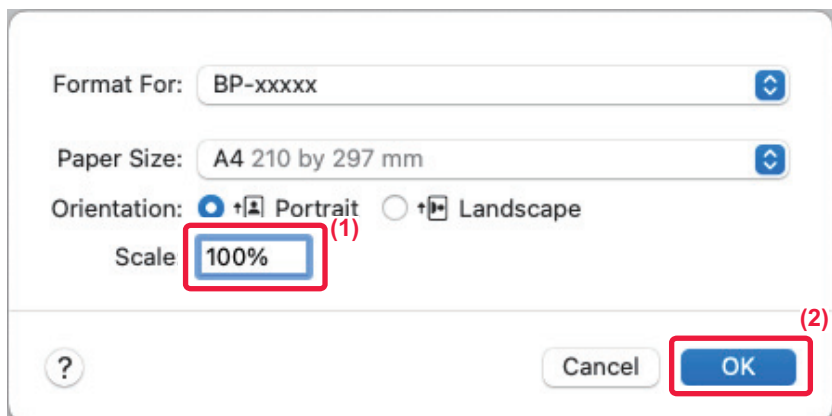 Format For: BP-xxxxx
Paper Size: A4 210 by 297 mm
Orientation: Portrait Landscape
(1)
Scale 100%
(2)
? Cancel OK